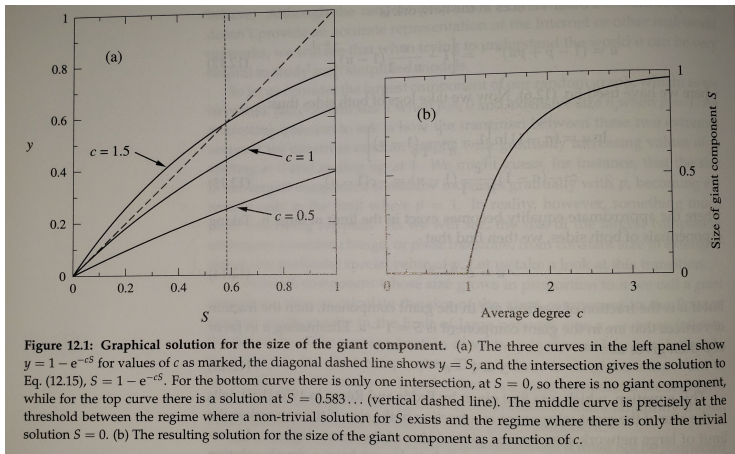 1
0.8
0.6
0.4
0.2
0
y
(a)
c = 1.5
c = 1
c = 0.5
0
0.2
0.4
0.6
0.8
1
S
(b)
1
0.5
0
Size of giant component S
0
1
2
3
Average degree c
Figure 12.1: Graphical solution for the size of the giant component. (a) The three curves in the left panel show
y = 1 − e^{−cS} for values of c as marked, the diagonal dashed line shows y = S, and the intersection gives the solution to
Eq. (12.15), S = 1 − e^{−cS}. For the bottom curve there is only one intersection, at S = 0, so there is no giant component,
while for the top curve there is a solution at S = 0.583... (vertical dashed line). The middle curve is precisely at the
threshold between the regime where a non-trivial solution for S exists and the regime where there is only the trivial
solution S = 0. (b) The resulting solution for the size of the giant component as a function of c.